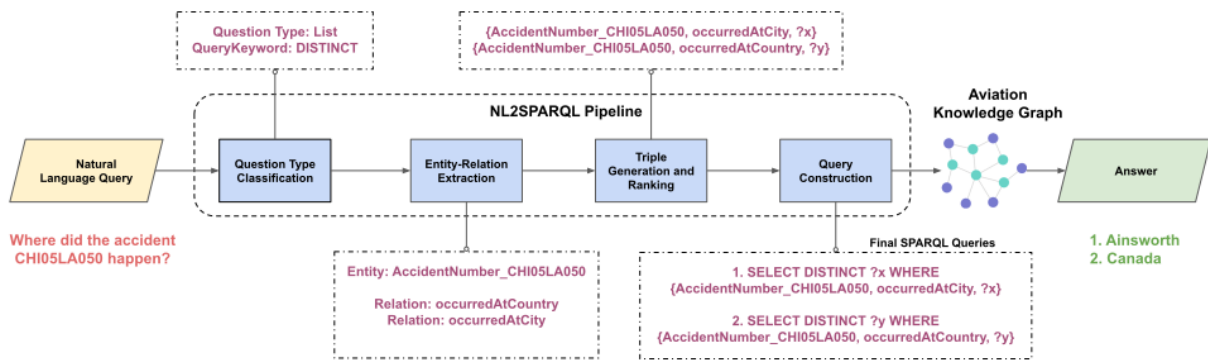 Question Type: List
QueryKeyword: DISTINCT
{AccidentNumber_CHI05LA050, occurredAtCity, ?x}
{AccidentNumber_CHI05LA050, occurredAtCountry, ?y}
NL2SPARQL Pipeline
Aviation
Knowledge Graph
Natural
Language Query
Question Type
Classification
Entity-Relation
Extraction
Triple
Generation and
Ranking
Query
Construction
Answer
Where did the accident
CHI05LA050 happen?
Entity: AccidentNumber_CHI05LA050
Relation: occurredAtCountry
Relation: occurredAtCity
Final SPARQL Queries
1. SELECT DISTINCT ?x WHERE
{AccidentNumber_CHI05LA050, occurredAtCity, ?x}
2. SELECT DISTINCT ?y WHERE
{AccidentNumber_CHI05LA050, occurredAtCountry, ?y}
1. Ainsworth
2. Canada